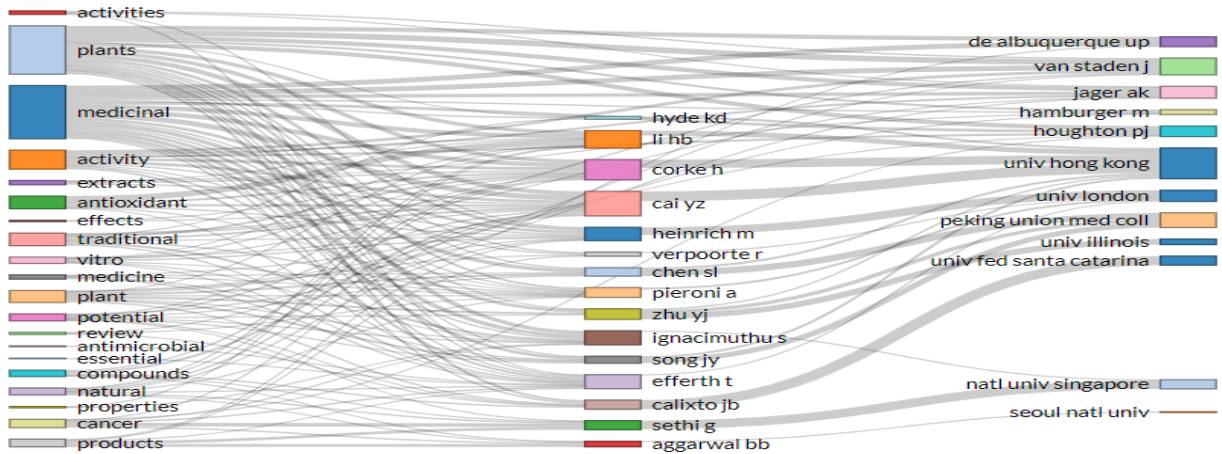 activities
plants
medicinal
activity
extracts
antioxidant
effects
traditional
vitro
medicine
plant
potential
review
antimicrobial
essential
compounds
natural
properties
cancer
products
hyde kd
li hb
corke h
cai yz
heinrich m
verpoorte r
chen sl
pieroni a
zhu yj
ignacimuthu s
song jy
efferth t
calixto jb
sethi g
aggarwal bb
de albuquerque up
van staden j
jager ak
hamburger m
houghton pj
univ hong kong
univ london
peking union med coll
univ illinois
univ fed santa catarina
natl univ singapore
seoul natl univ